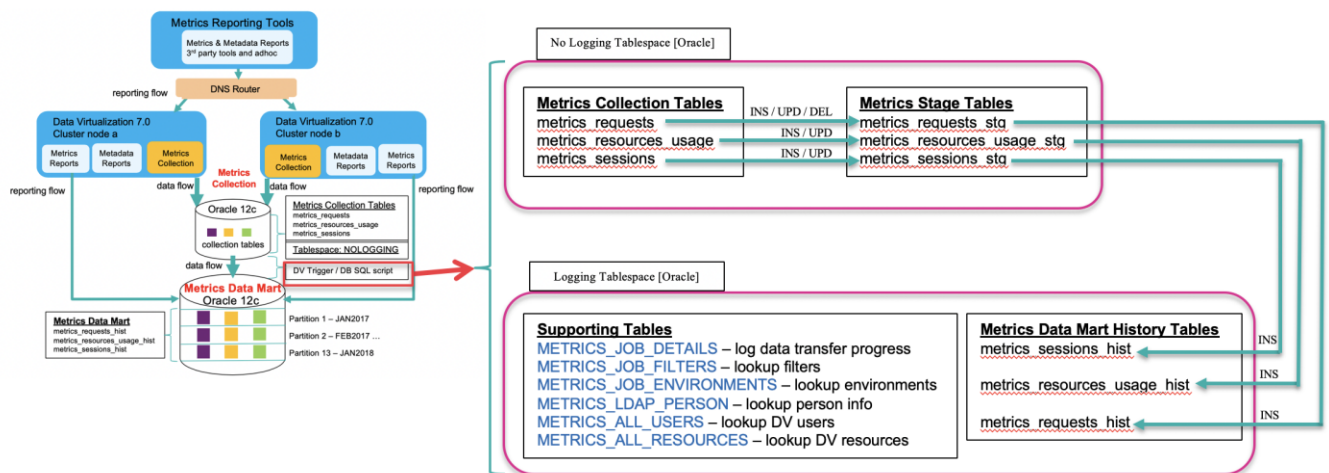 Metrics Reporting Tools
Metrics & Metadata Reports
3rd party tools and adhoc
DNS Router
reporting flow
Data Virtualization 7.0
Cluster node a
Metrics
Reports
Metadata
Reports
Metrics
Collection
Data Virtualization 7.0
Cluster node b
Metrics
Collection
Metadata
Reports
Metrics
Reports
reporting flow
data flow
Metrics
Collection
data flow
reporting flow
Oracle 12c
collection tables
Metrics Collection Tables
metrics_requests
metrics_resources_usage
metrics_sessions
Tablespace: NOLOGGING
data flow
DV Trigger / DB SQL script
Metrics Data Mart
Oracle 12c
Metrics Data Mart
metrics_requests_hist
metrics_resources_usage_hist
metrics_sessions_hist
Partition 1 – JAN2017
Partition 2 – FEB2017 ...
Partition 13 – JAN2018
No Logging Tablespace [Oracle]
Metrics Collection Tables
metrics_requests
metrics_resources_usage
metrics_sessions
INS / UPD / DEL
INS / UPD
INS / UPD
Metrics Stage Tables
metrics_requests_stg
metrics_resources_usage_stg
metrics_sessions_stg
Logging Tablespace [Oracle]
Supporting Tables
METRICS_JOB_DETAILS – log data transfer progress
METRICS_JOB_FILTERS – lookup filters
METRICS_JOB_ENVIRONMENTS – lookup environments
METRICS_LDAP_PERSON – lookup person info
METRICS_ALL_USERS – lookup DV users
METRICS_ALL_RESOURCES – lookup DV resources
Metrics Data Mart History Tables
metrics_sessions_hist
metrics_resources_usage_hist
metrics_requests_hist
INS
INS
INS